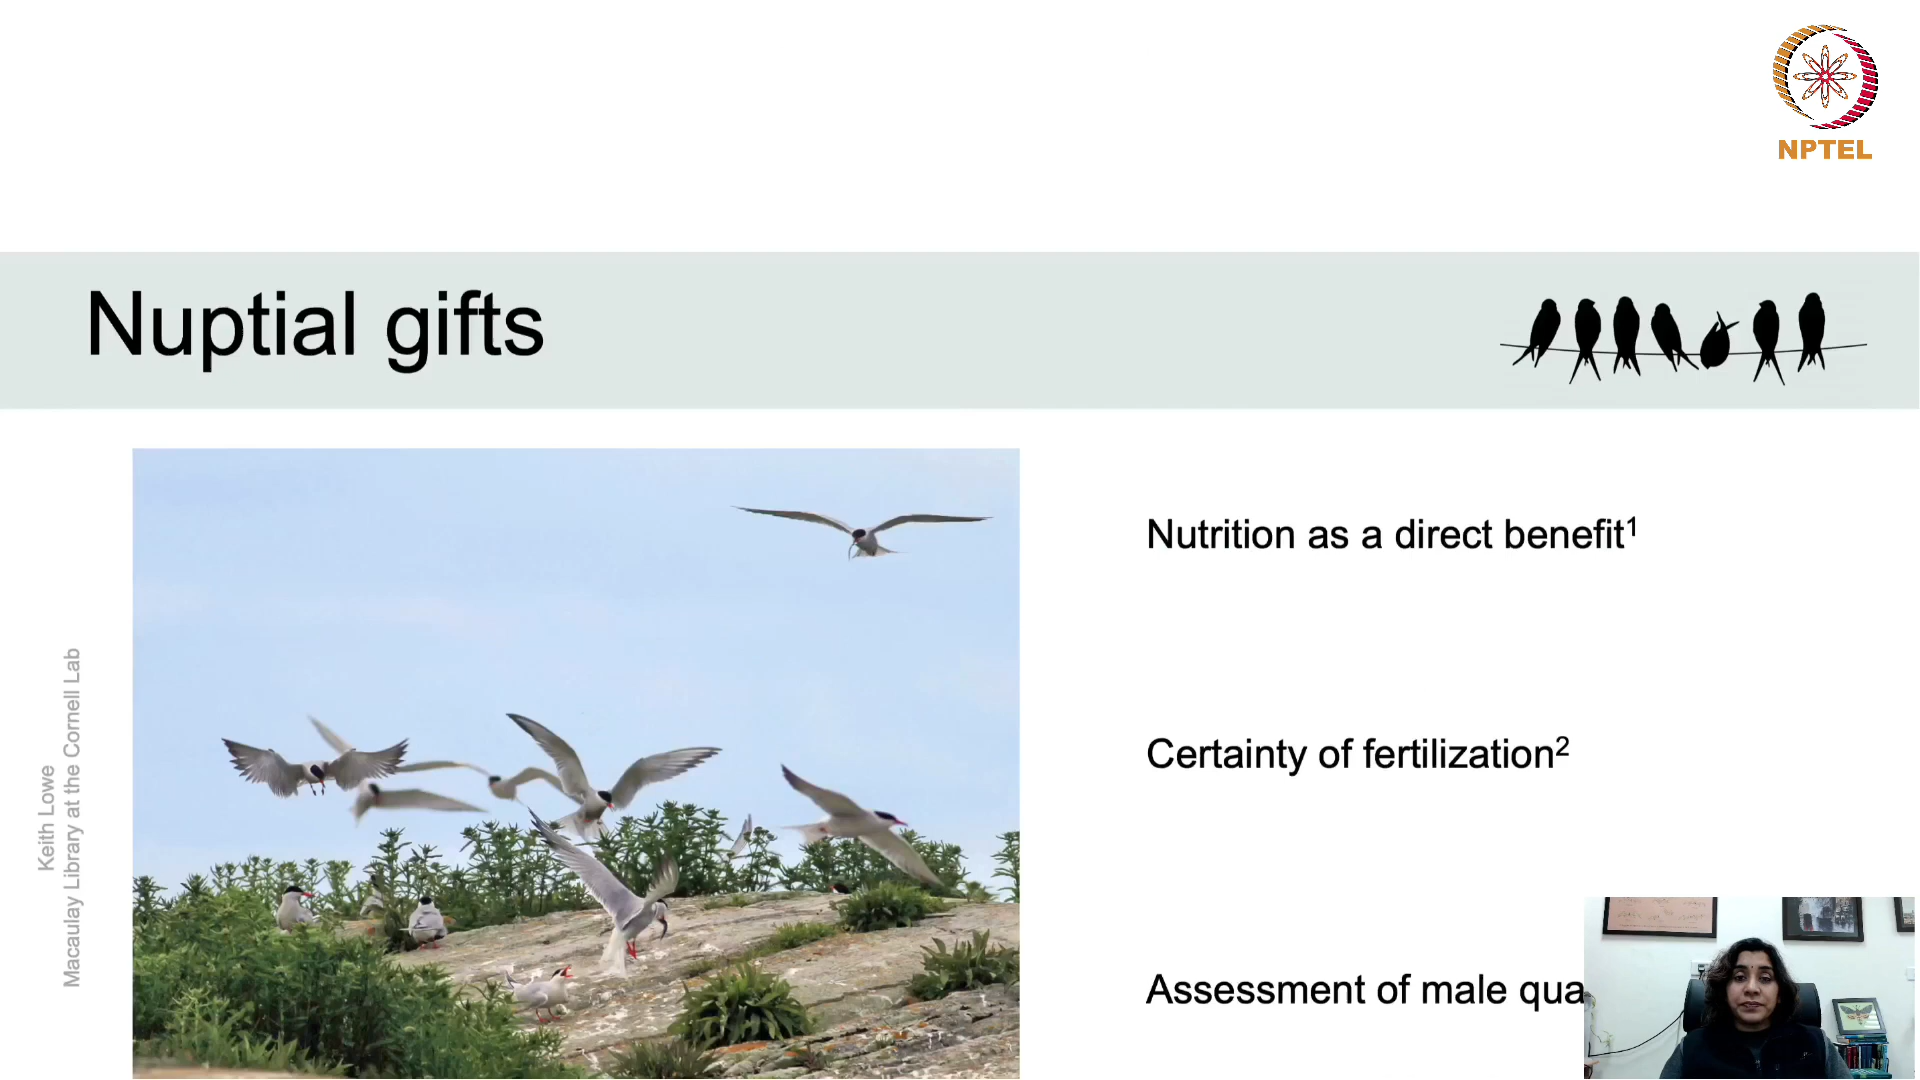 NPTEL
Nuptial gifts
Keith Lowe
Macaulay Library at the Cornell Lab
Nutrition as a direct benefit¹
Certainty of fertilization²
Assessment of male qua